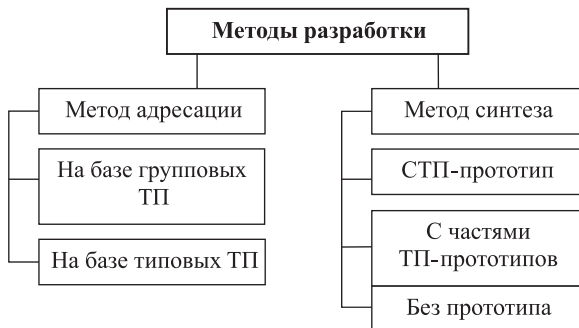 Методы разработки
Метод адресации
На базе групповых
ТП
На базе типовых ТП
Метод синтеза
СТП-прототип
С частями
ТП-прототипов
Без прототипа